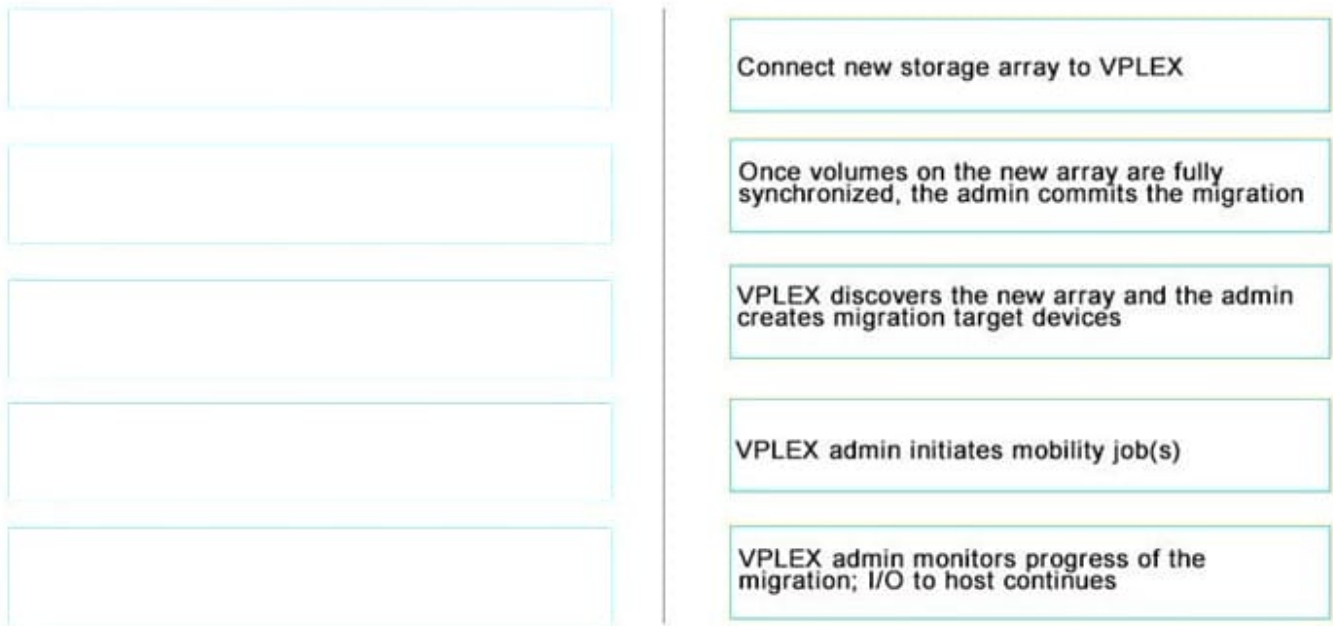 Connect new storage array to VPLEX
Once volumes on the new array are fully
synchronized, the admin commits the migration
VPLEX discovers the new array and the admin
creates migration target devices
VPLEX admin initiates mobility job(s)
VPLEX admin monitors progress of the
migration; I/O to host continues